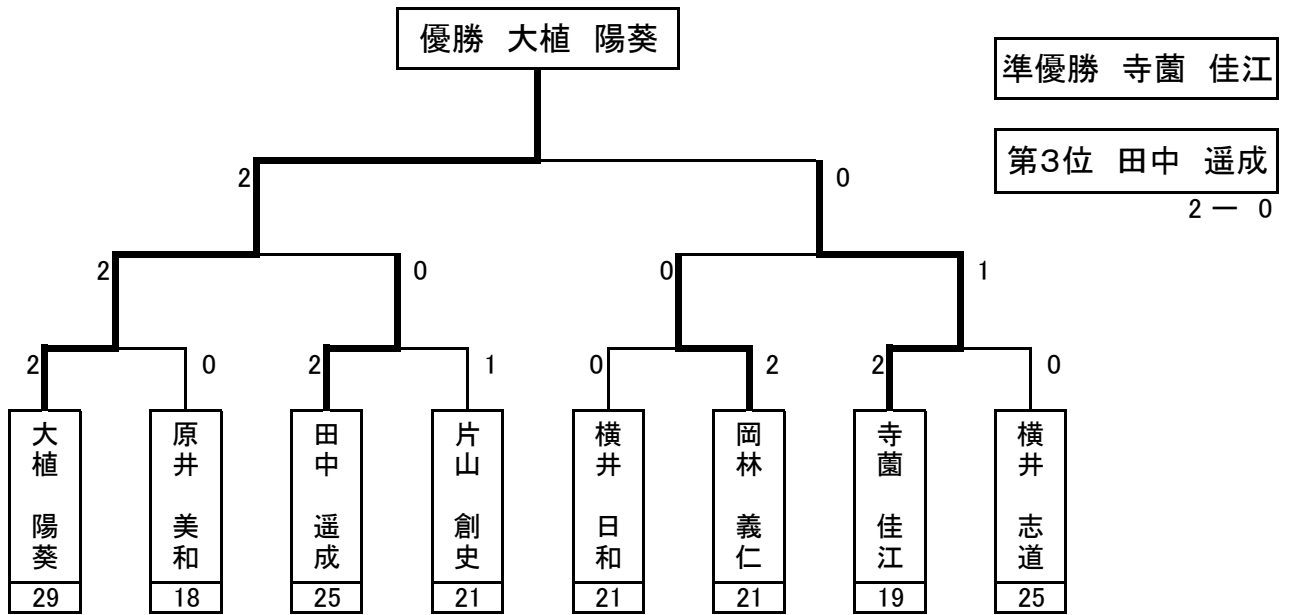 優勝　大植　陽葵
準優勝　寺薗　佳江
第3位　田中　遥成
2 ー 0
2
0
2
0
0
1
2
0
2
1
0
2
2
0
大植　陽葵
原井　美和
田中　遥成
片山　創史
横井　日和
岡林　義仁
寺薗　佳江
横井　志道
29
18
25
21
21
21
19
25